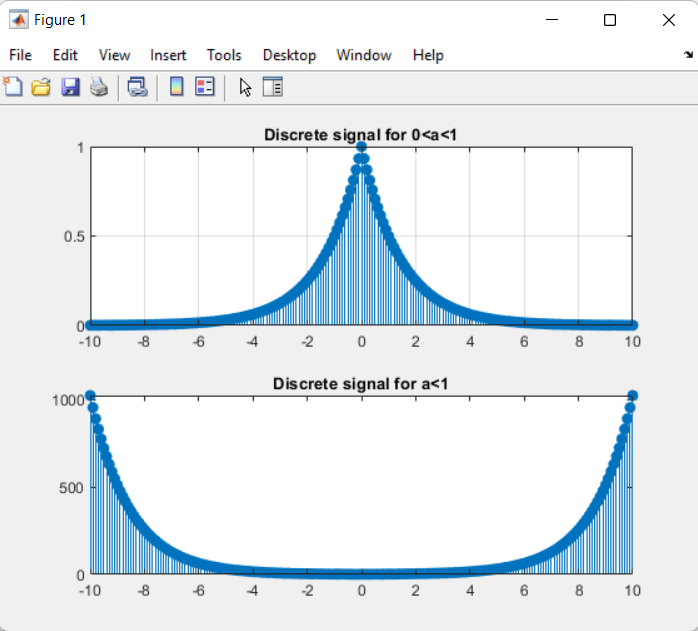 Figure 1
File Edit View Insert Tools Desktop Window Help
Discrete signal for 0<a<1
1
0.5
0
-10 -8 -6 -4 -2 0 2 4 6 8 10
Discrete signal for a<1
1000
500
0
-10 -8 -6 -4 -2 0 2 4 6 8 10